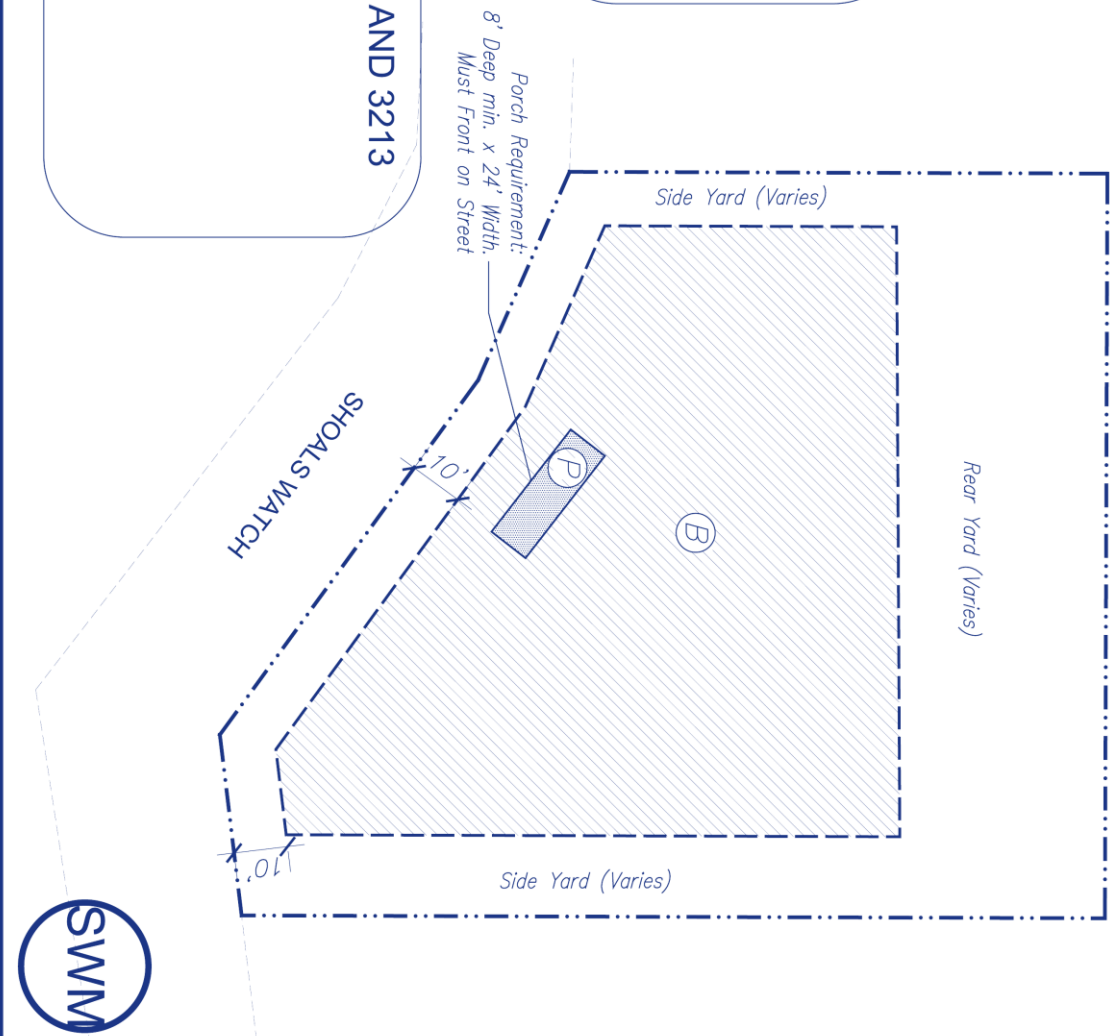 AND 3213
Porch Requirement:
8' Deep min. x 24' Width.
Must Front on Street
Side Yard (Varies)
Rear Yard (Varies)
P
B
10'
SHOALS WATCH
Side Yard (Varies)
10'
SWM